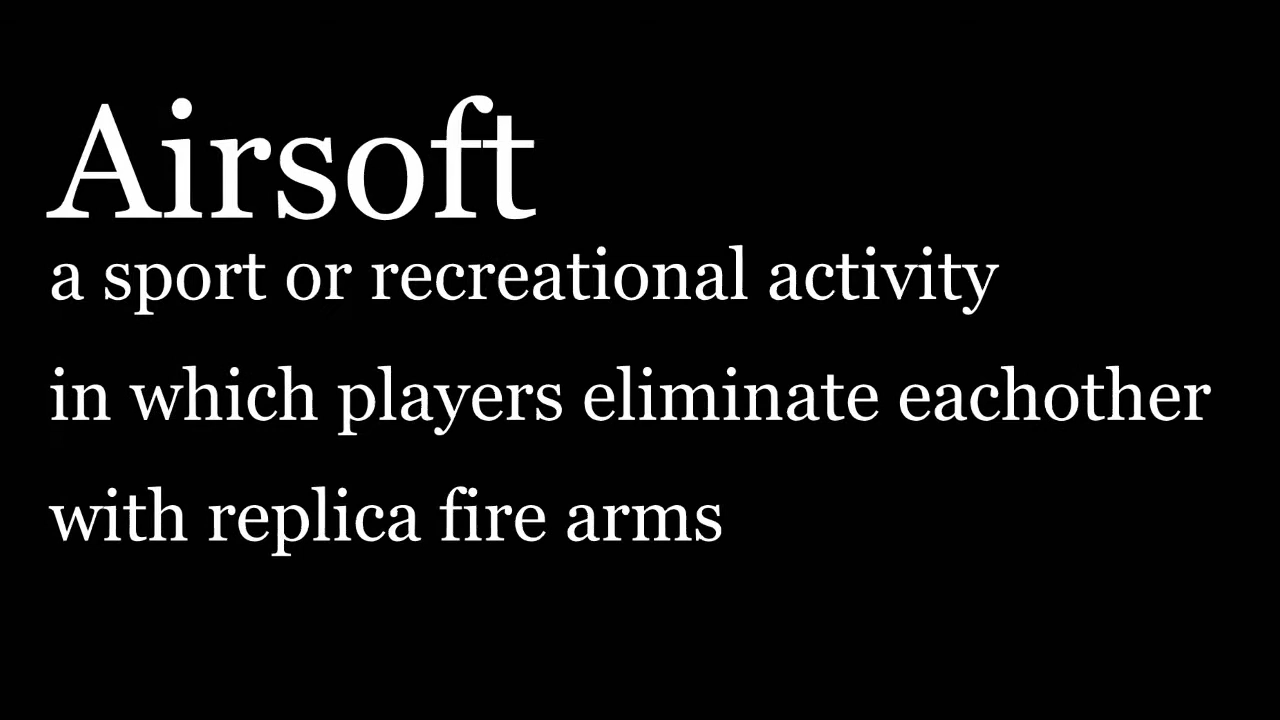 Airsoft
a sport or recreational activity
in which players eliminate eachother
with replica fire arms